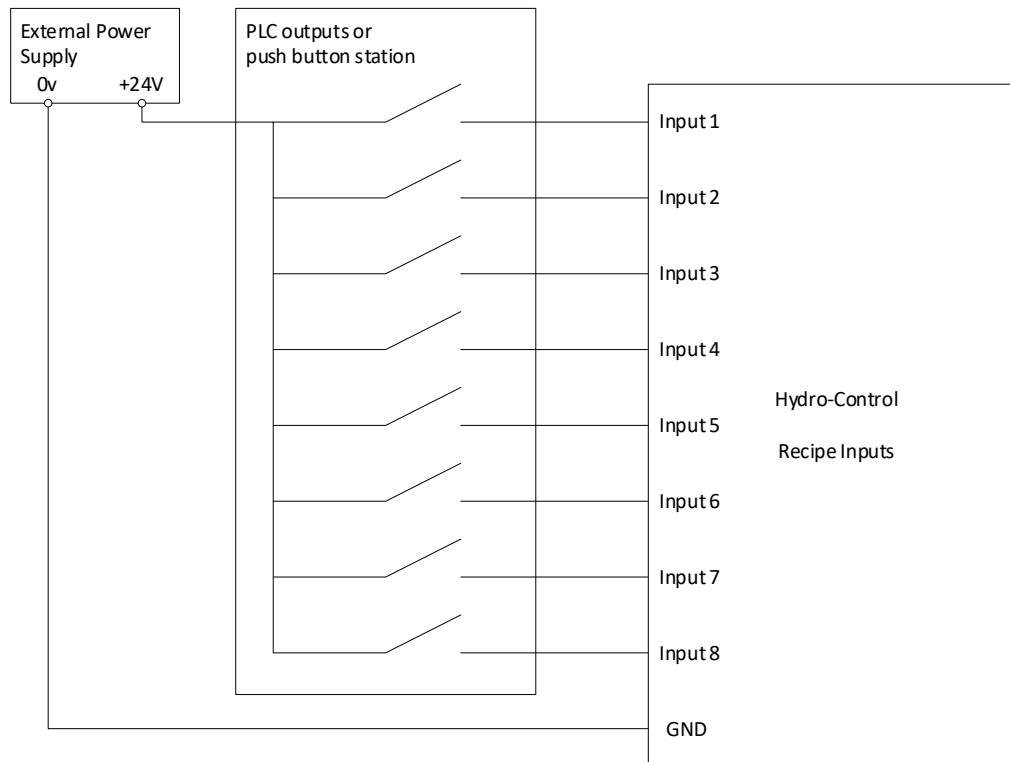 External Power
Supply
0v +24V
PLC outputs or
push button station
Input 1
Input 2
Input 3
Input 4
Input 5
Input 6
Input 7
Input 8
GND
Hydro-Control
Recipe Inputs